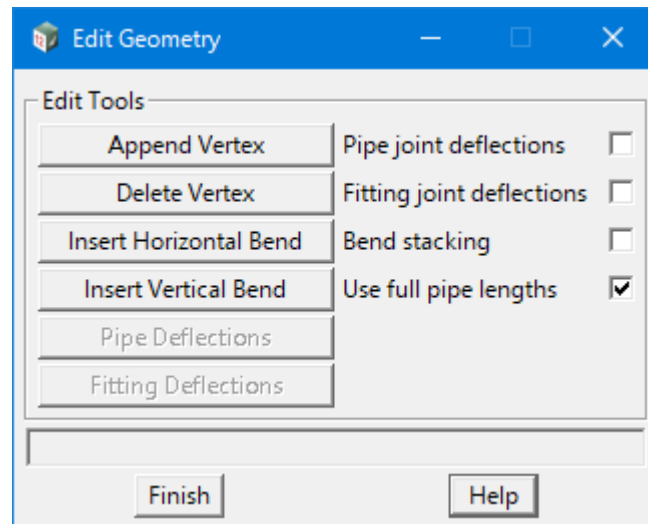 Edit Geometry
Edit Tools
Append Vertex Pipe joint deflections
Delete Vertex Fitting joint deflections
Insert Horizontal Bend Bend stacking
Insert Vertical Bend Use full pipe lengths
Pipe Deflections
Fitting Deflections
Finish Help